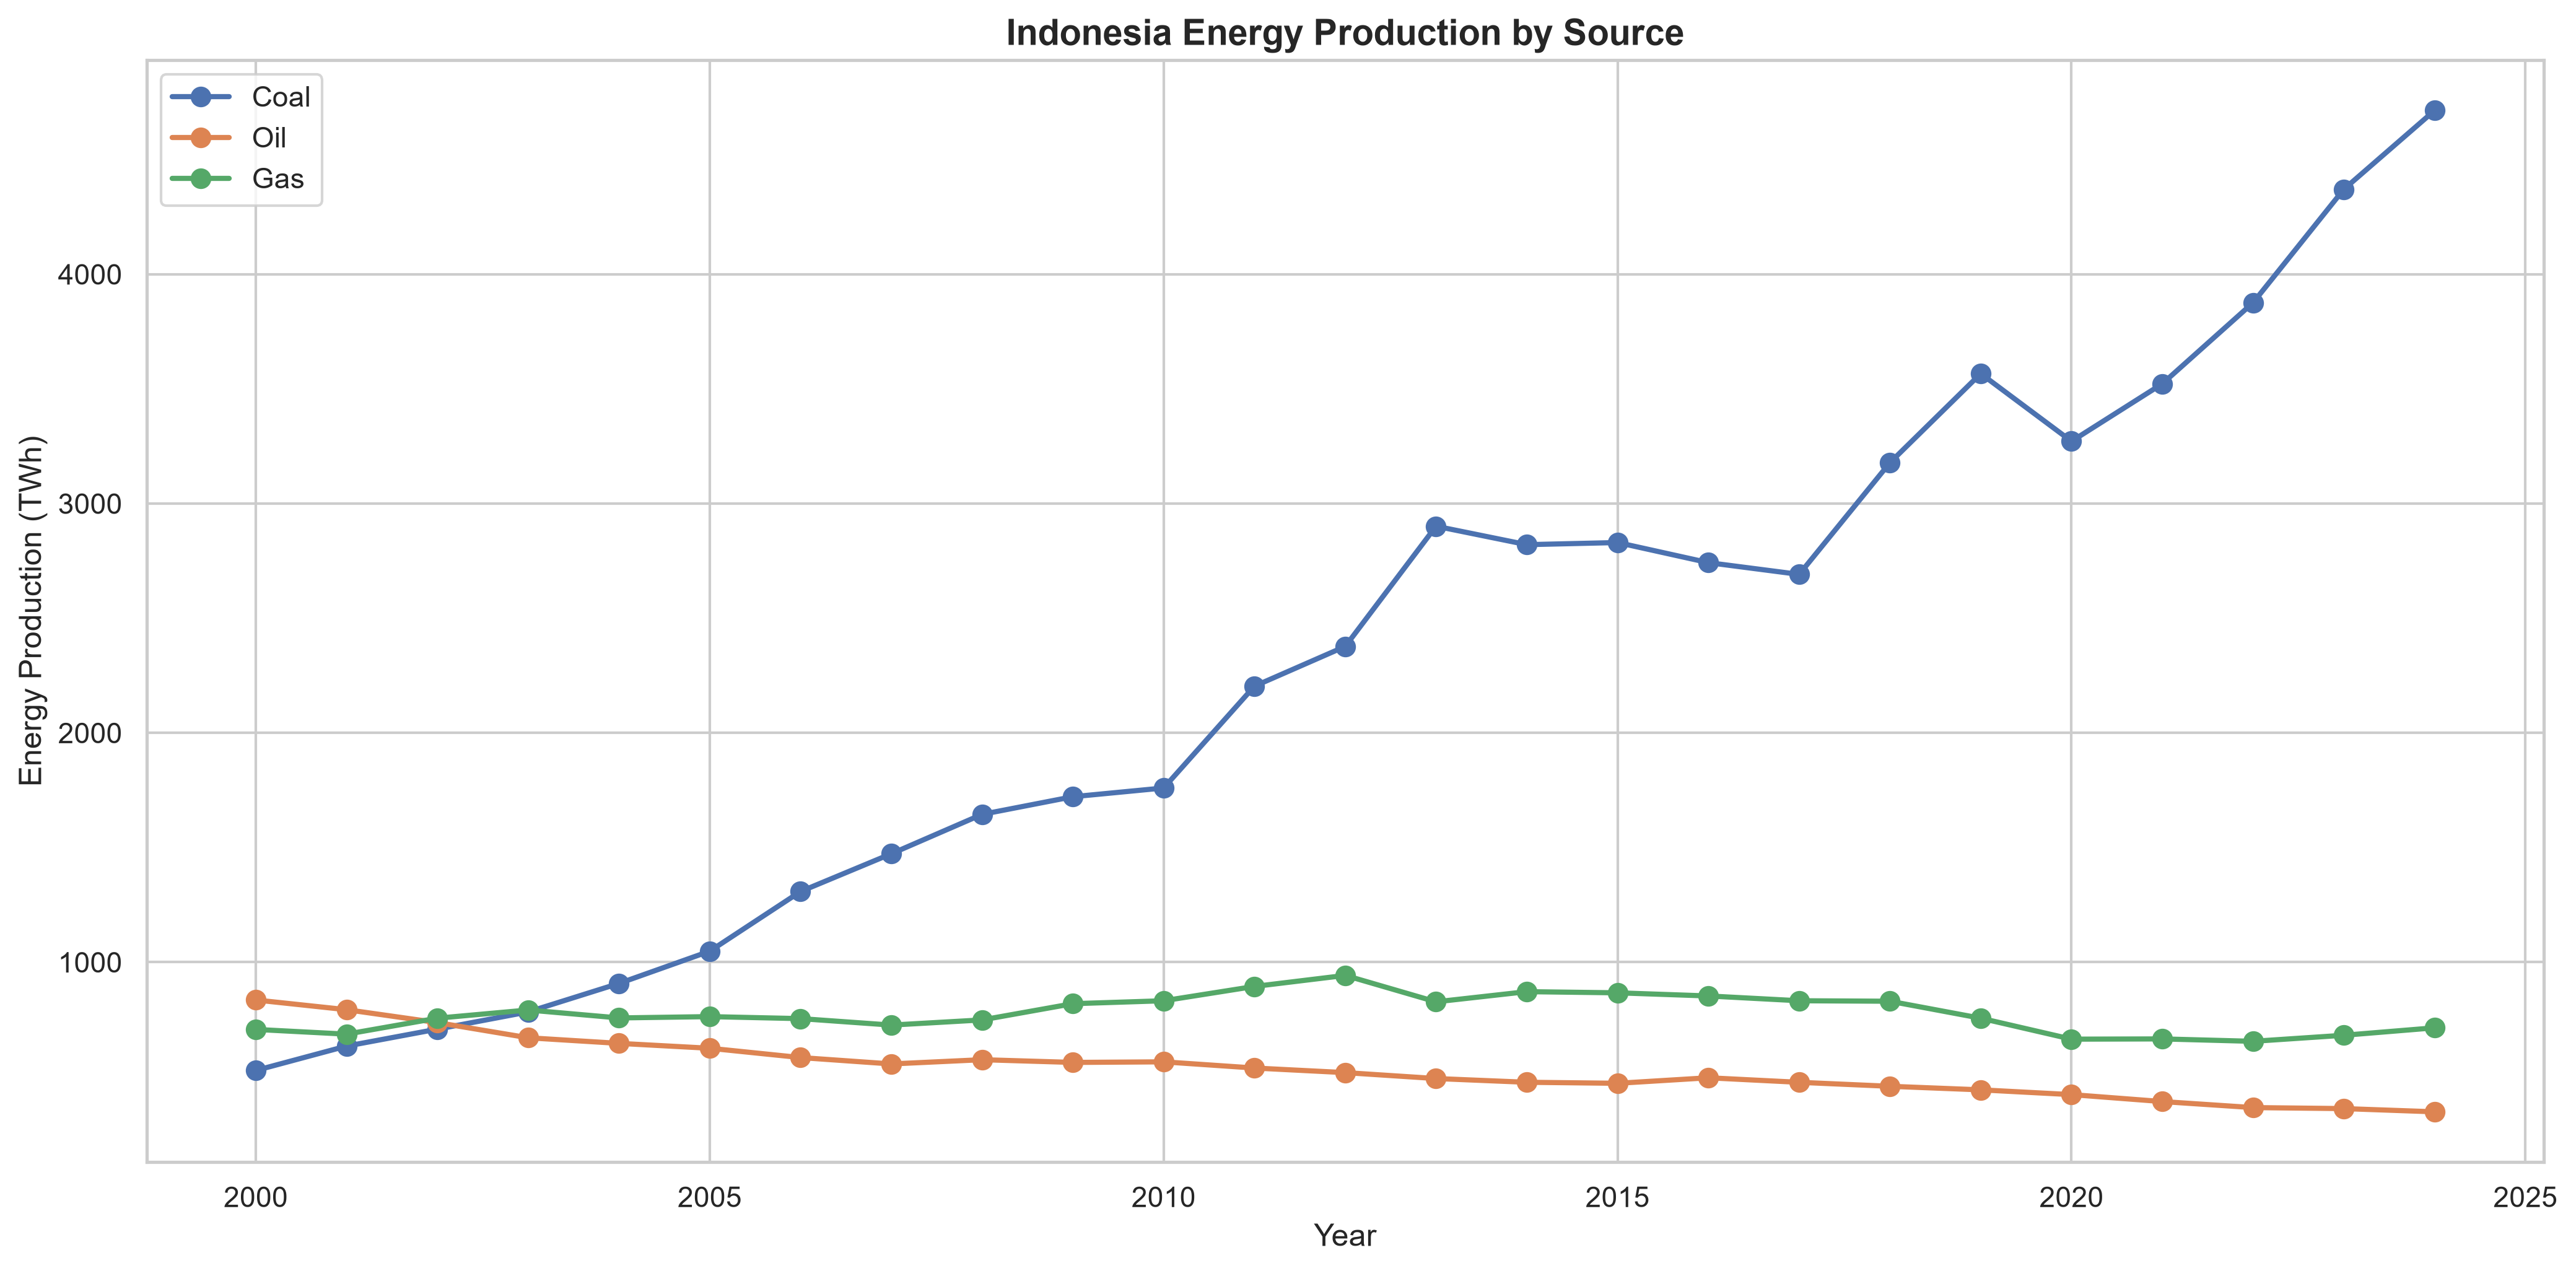 Indonesia Energy Production by Source
Coal
Oil
Gas
Energy Production (TWh)
4000
3000
2000
1000
2000
2005
2010
2015
2020
2025
Year